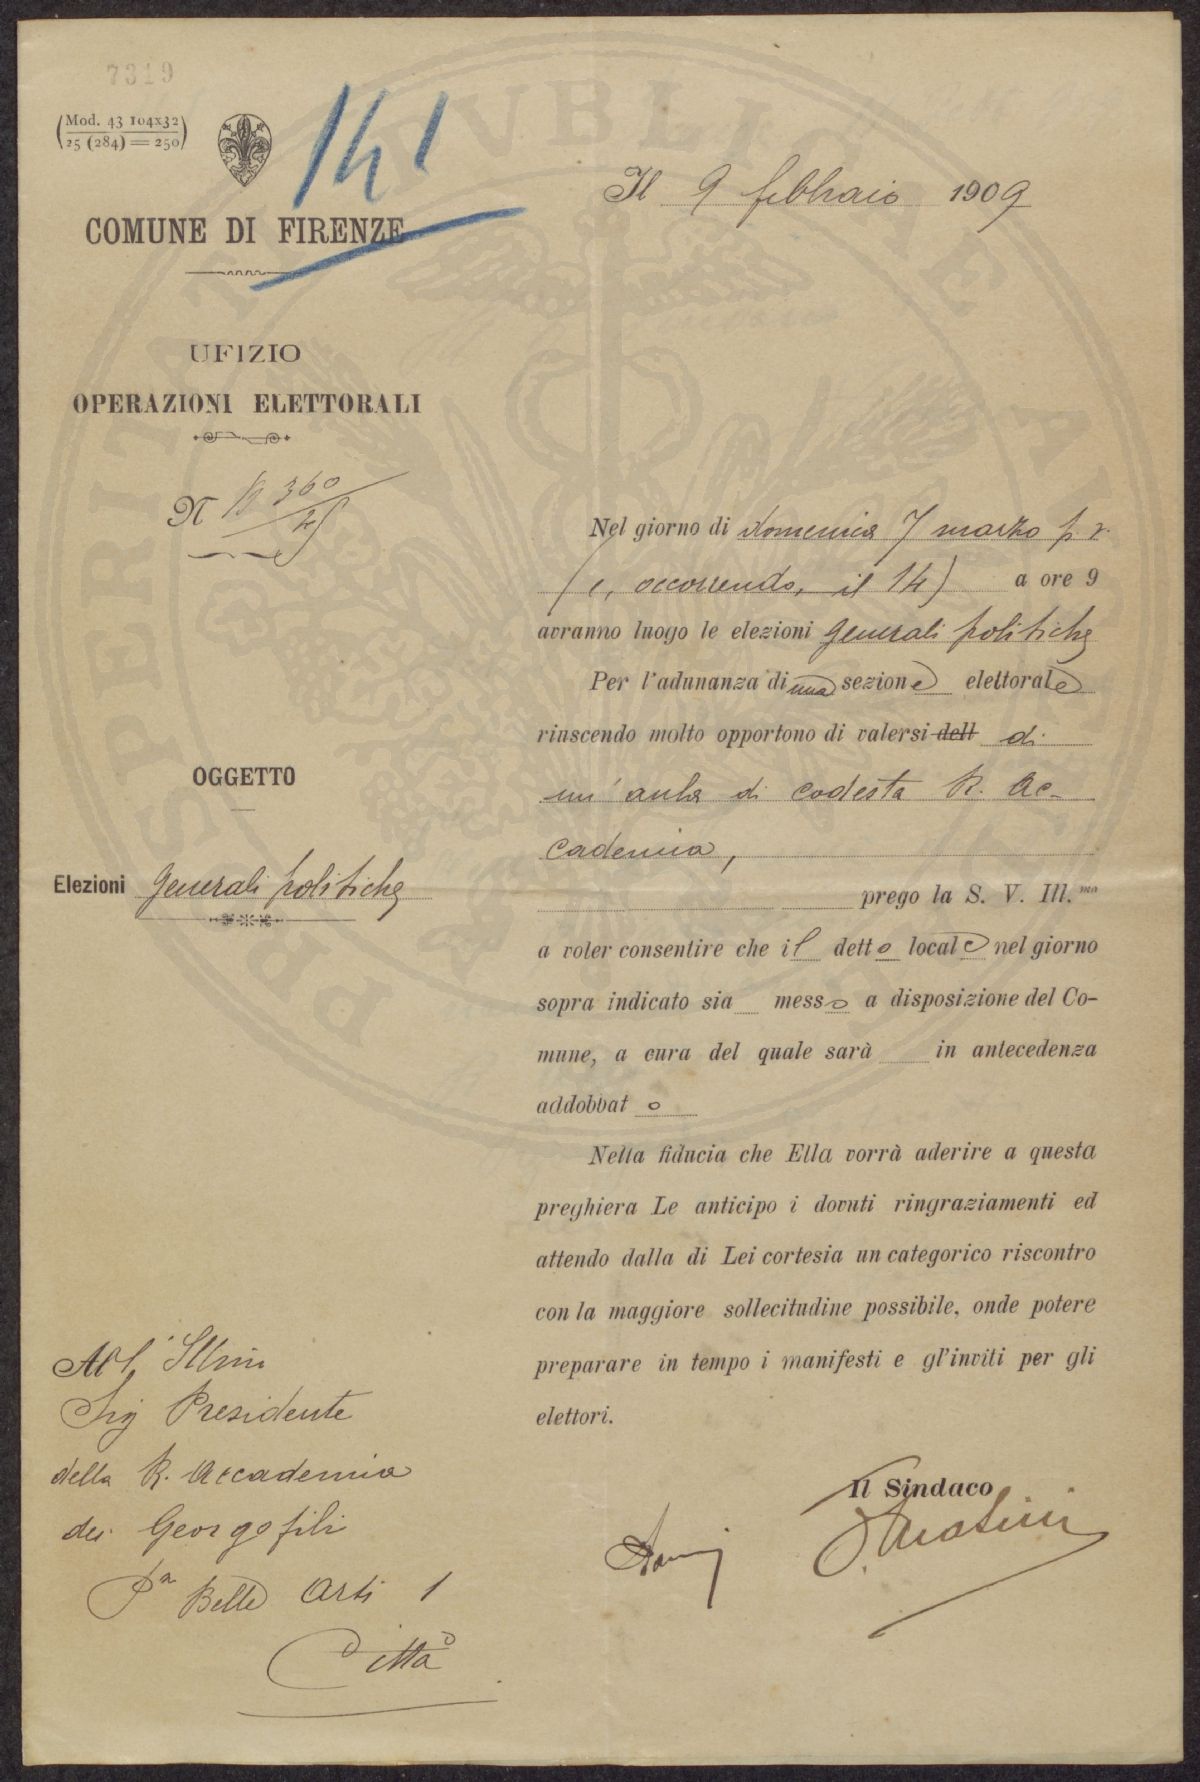 7319
(Mod. 43 104x32
25 (284) = 250)
141
COMUNE DI FIRENZE
UFIZIO
OPERAZIONI ELETTORALI
N 360
OGGETTO
Elezioni generali politiche
All' Illmo
Sig Presidente
della R. Accademia
dei Georgofili
Pa Belle Arti 1
Città
Il 9 febbraio 1909
Nel giorno di domenica 7 marzo p. v.
(e, occorrendo, il 14) a ore 9
avranno luogo le elezioni generali politiche
Per l'adunanza di una sezione elettorale
riuscendo molto opportono di valersi dell di
un' aula di codesta R. Ac-
cademia,
prego la S. V. Ill.ma
a voler consentire che il detto locale nel giorno
sopra indicato sia messo a disposizione del Co-
mune, a cura del quale sarà in antecedenza
addobbato
Nella fiducia che Ella vorrà aderire a questa
preghiera Le anticipo i dovuti ringraziamenti ed
attendo dalla di Lei cortesia un categorico riscontro
con la maggiore sollecitudine possibile, onde potere
preparare in tempo i manifesti e gl'inviti per gli
elettori.
Il Sindaco